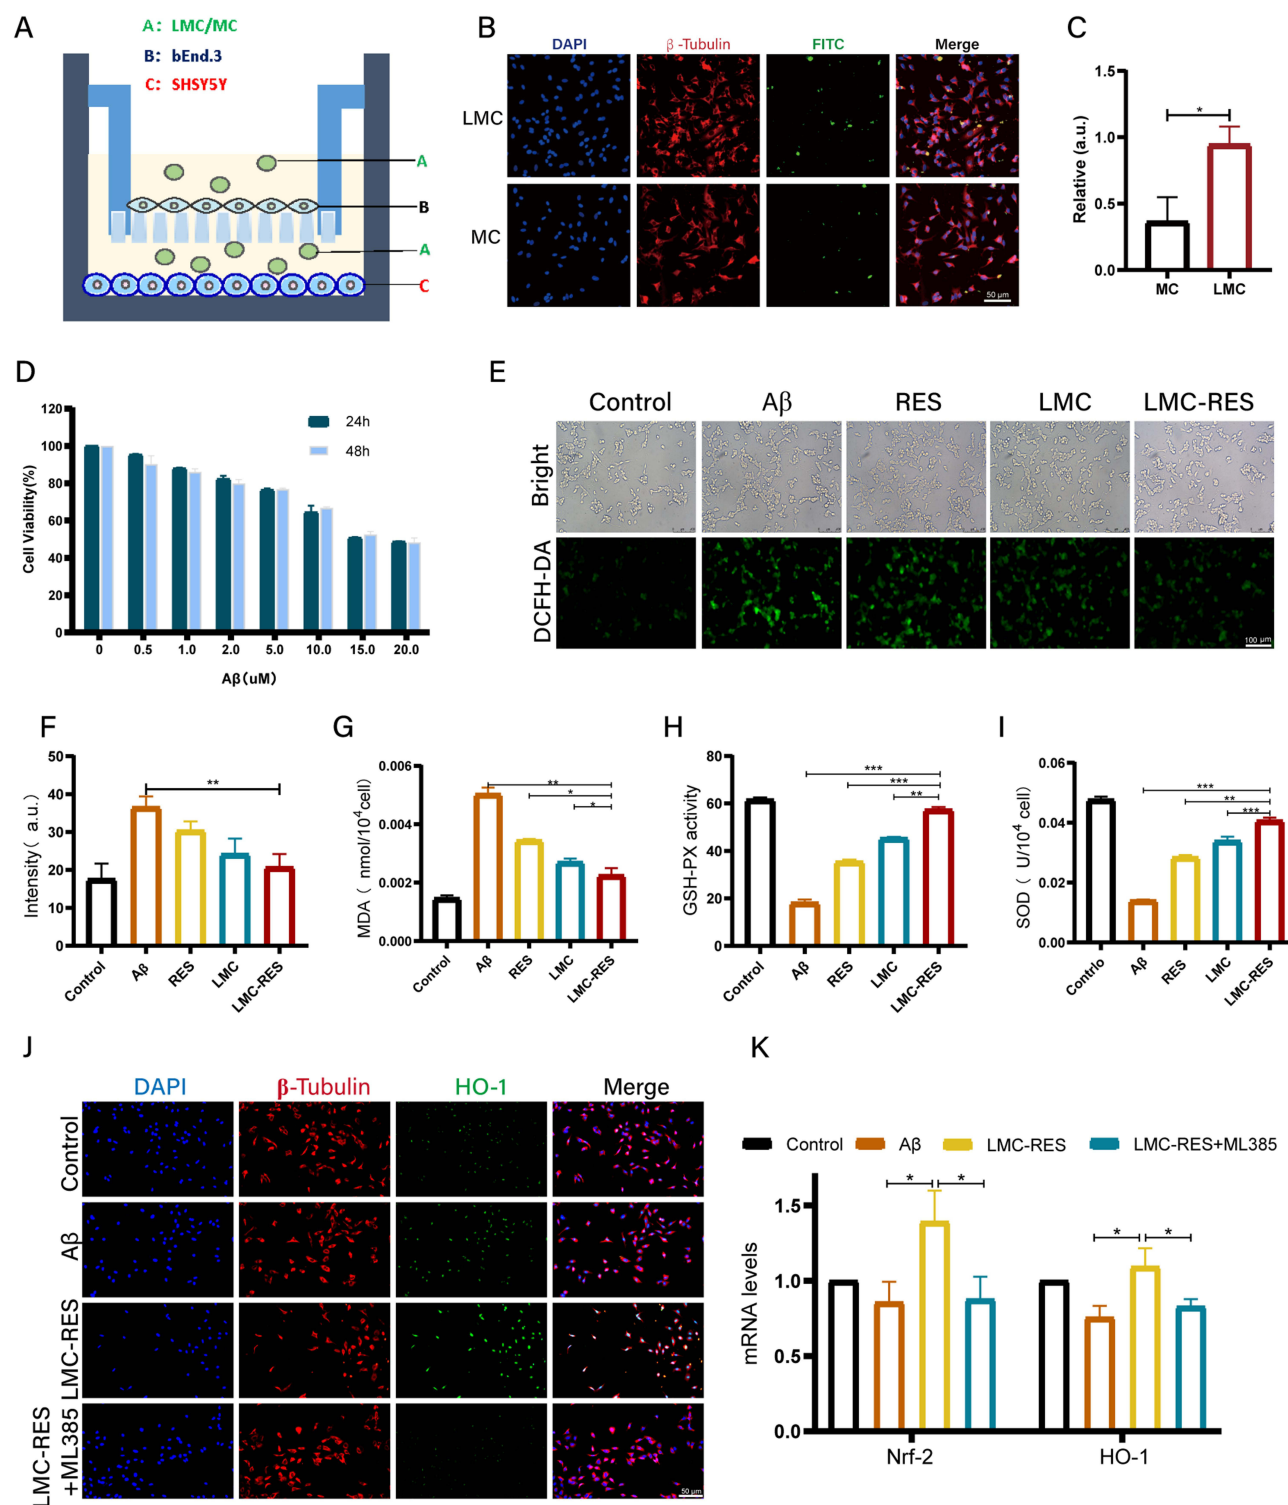 A
A: LMC/MC
B: bEnd.3
C: SHSY5Y
A
B
A
C
B
DAPI β-Tubulin FITC Merge
LMC
MC
50 μm
C
Relative (a.u.)
1.5
1.0
0.5
0.0
*
MC LMC
D
Cell Viability(%)
120
100
80
60
40
20
0
24h
48h
0 0.5 1.0 2.0 5.0 10.0 15.0 20.0
Aβ(uM)
E
Control Aβ RES LMC LMC-RES
Bright
DCFH-DA
100 μm
F
Intensity( a.u.)
50
40
30
20
10
0
**
Control Aβ RES LMC LMC-RES
G
MDA ( nmol/10⁴cell)
0.006
0.004
0.002
0.000
**
*
*
Control Aβ RES LMC LMC-RES
H
GSH-PX activity
80
60
40
20
0
***
***
**
Control Aβ RES LMC LMC-RES
I
SOD ( U/10⁴ cell)
0.06
0.04
0.02
0.00
***
**
***
Contrlo Aβ RES LMC LMC-RES
J
DAPI β-Tubulin HO-1 Merge
Control
Aβ
LMC-RES
LMC-RES
+ML385
50 μm
K
Control Aβ LMC-RES LMC-RES+ML385
mRNA levels
1.5
1.0
0.5
0.0
* *
* *
Nrf-2 HO-1